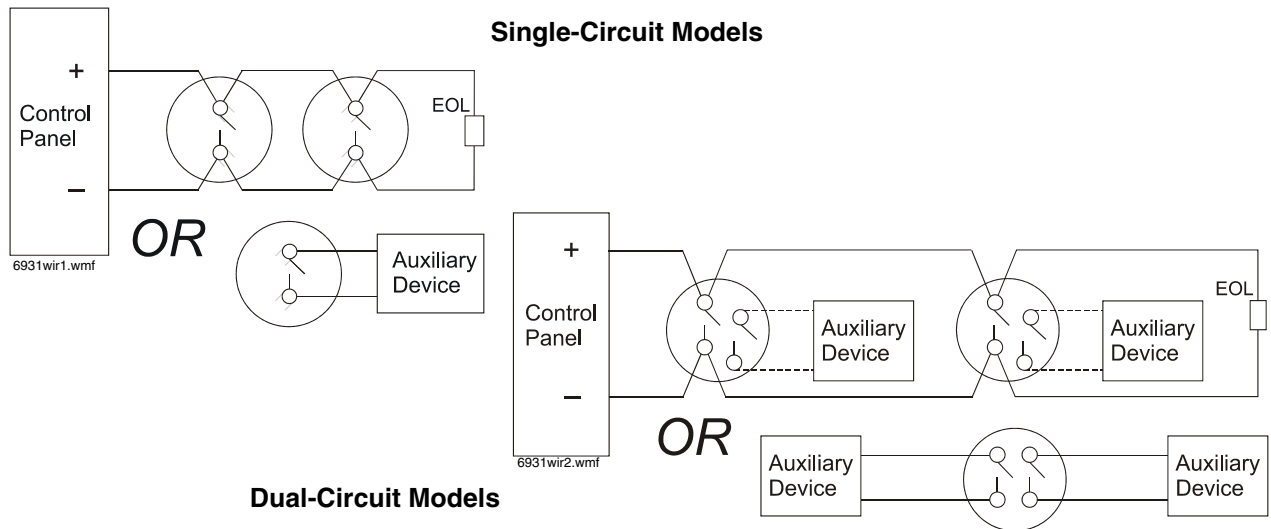 Single-Circuit Models
+
Control
Panel
−
EOL
6931wir1.wmf
OR
Auxiliary
Device
+
Control
Panel
−
Auxiliary
Device
Auxiliary
Device
EOL
6931wir2.wmf
OR
Auxiliary
Device
Auxiliary
Device
Dual-Circuit Models